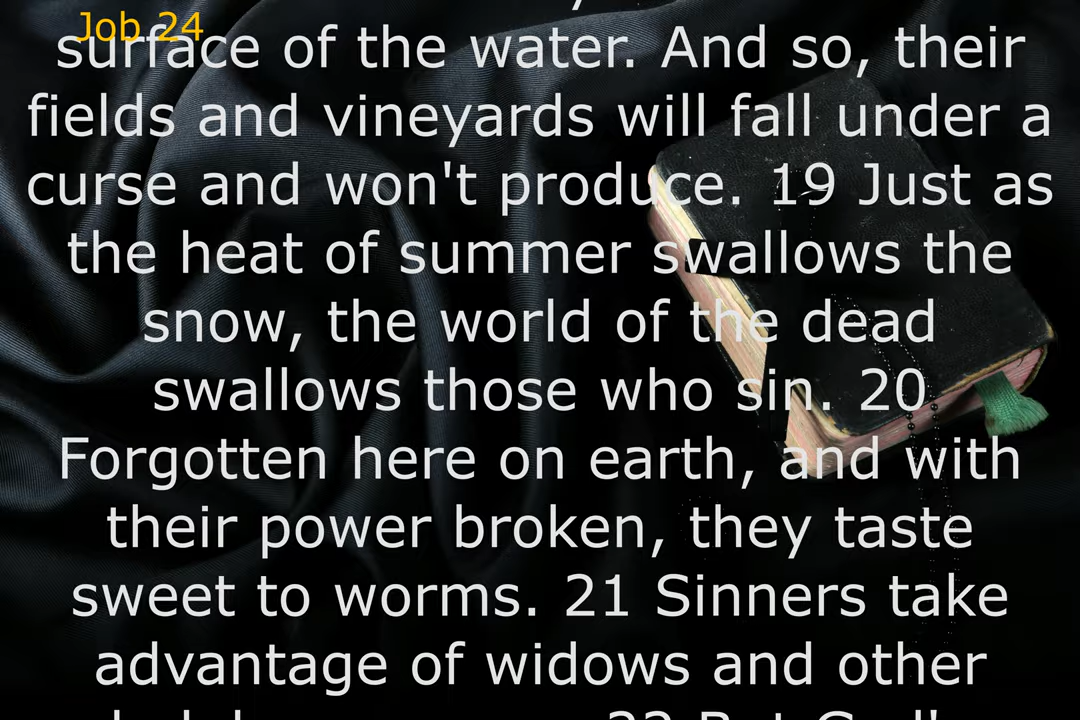 Job 24
surface of the water. And so, their
fields and vineyards will fall under a
curse and won't produce. 19 Just as
the heat of summer swallows the
snow, the world of the dead
swallows those who sin. 20
Forgotten here on earth, and with
their power broken, they taste
sweet to worms. 21 Sinners take
advantage of widows and other
22 But God's